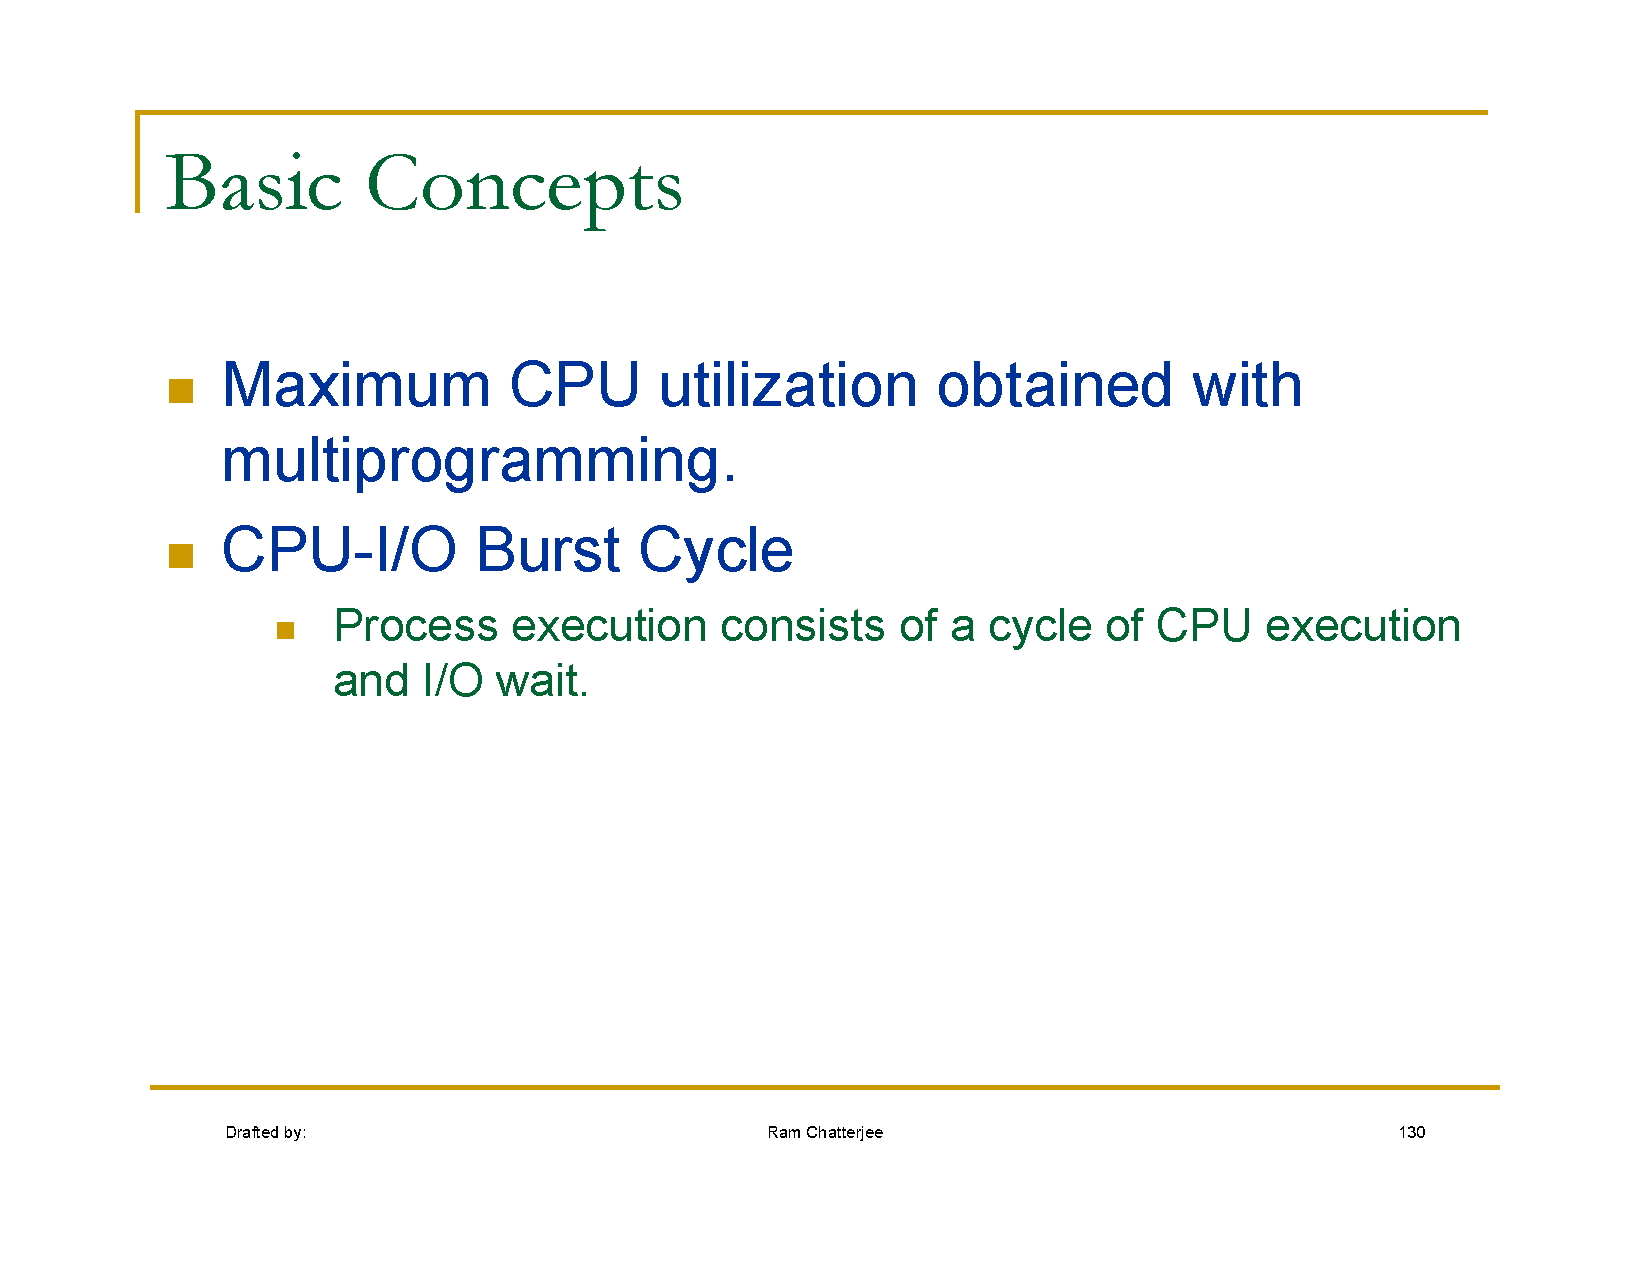 Basic Concepts
Maximum CPU utilization obtained with
multiprogramming.
CPU-I/O Burst Cycle
Process execution consists of a cycle of CPU execution
and I/O wait.
Drafted by: Ram Chatterjee 130